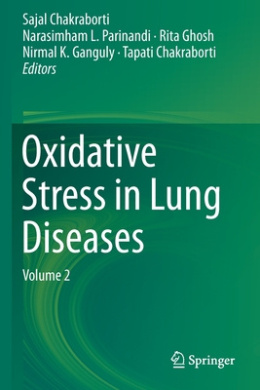 Sajal Chakraborti
Narasimham L. Parinandi · Rita Ghosh
Nirmal K. Ganguly · Tapati Chakraborti
Editors
Oxidative
Stress in Lung
Diseases
Volume 2
Springer